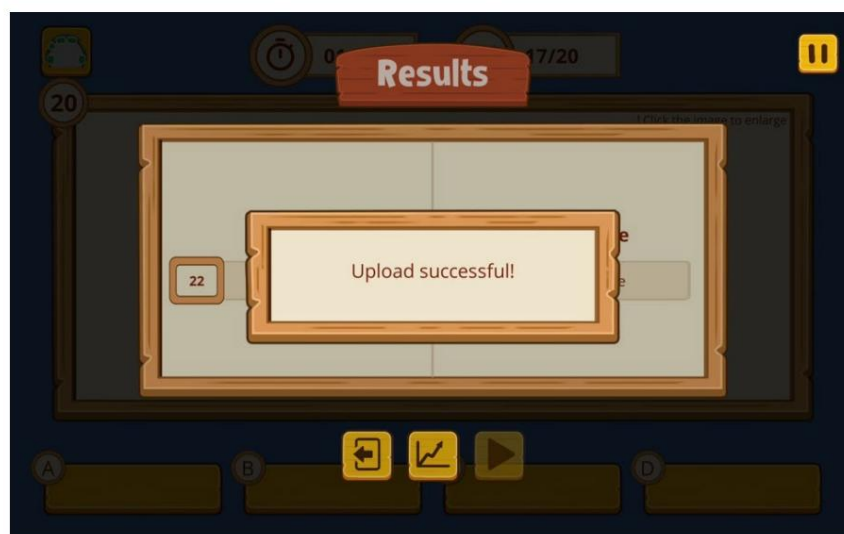 Results
17/20
20
! Click the image to enlarge
22
Upload successful!
A
B
D